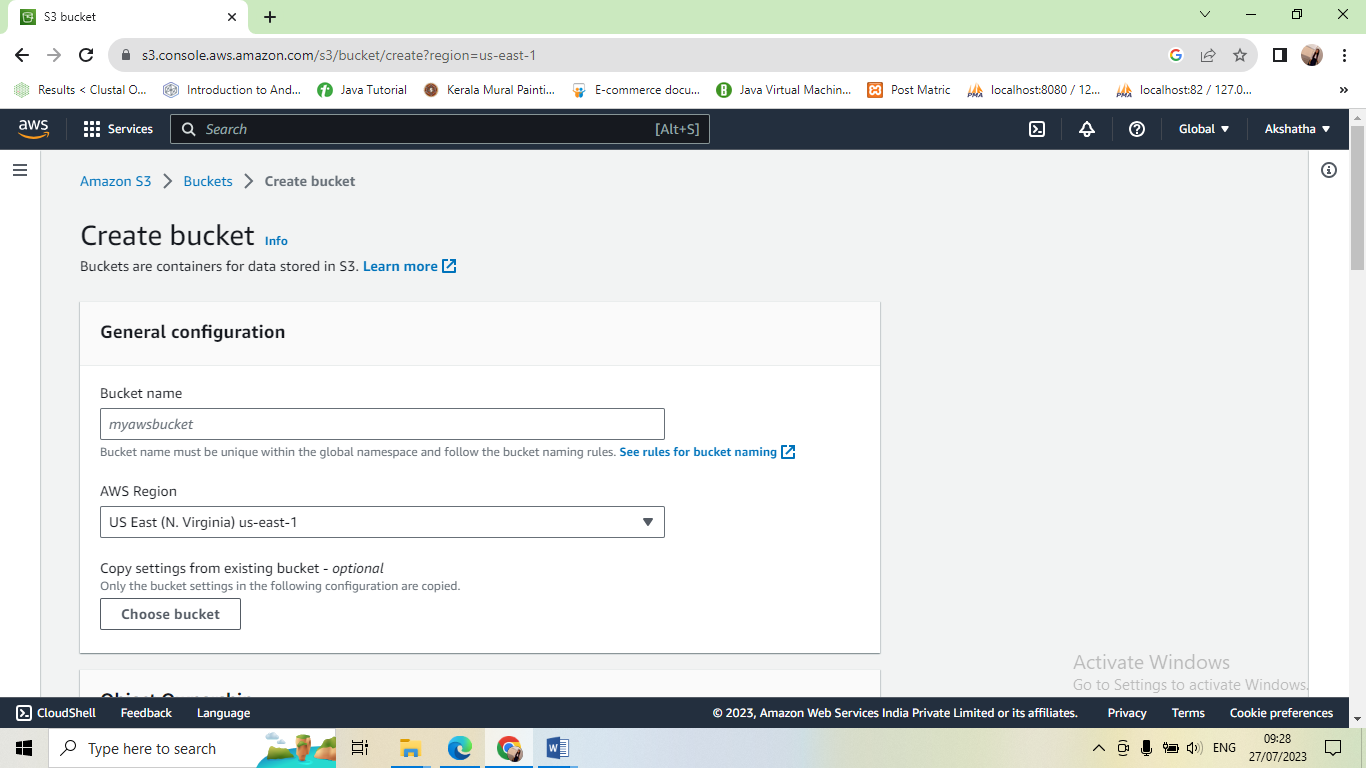 S3 bucket
s3.console.aws.amazon.com/s3/bucket/create?region=us-east-1
Results < Clustal O... Introduction to And... Java Tutorial Kerala Mural Painti... E-commerce docu... Java Virtual Machin... Post Matric localhost:8080 / 12... localhost:82 / 127.0... »
aws Services Search [Alt+S] Global Akshatha
Amazon S3 > Buckets > Create bucket
Create bucket Info
Buckets are containers for data stored in S3. Learn more
General configuration
Bucket name
myawsbucket
Bucket name must be unique within the global namespace and follow the bucket naming rules. See rules for bucket naming
AWS Region
US East (N. Virginia) us-east-1
Copy settings from existing bucket - optional
Only the bucket settings in the following configuration are copied.
Choose bucket
Object Ownership
Activate Windows
Go to Settings to activate Windows.
CloudShell Feedback Language © 2023, Amazon Web Services India Private Limited or its affiliates. Privacy Terms Cookie preferences
Type here to search ENG 09:28
27/07/2023